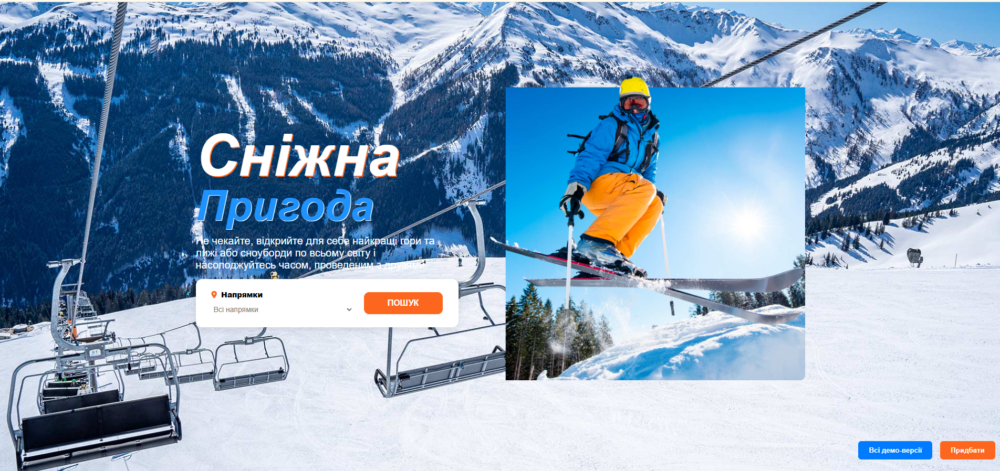 Сніжна
Пригода
Не чекайте, відкрийте для себе найкращі гори та
лижі або сноуборди по всьому світу і
насолоджуйтесь часом, проведеним з друзями.
Напрямки
Всі напрямки
ПОШУК
Всі демо-версії
Придбати